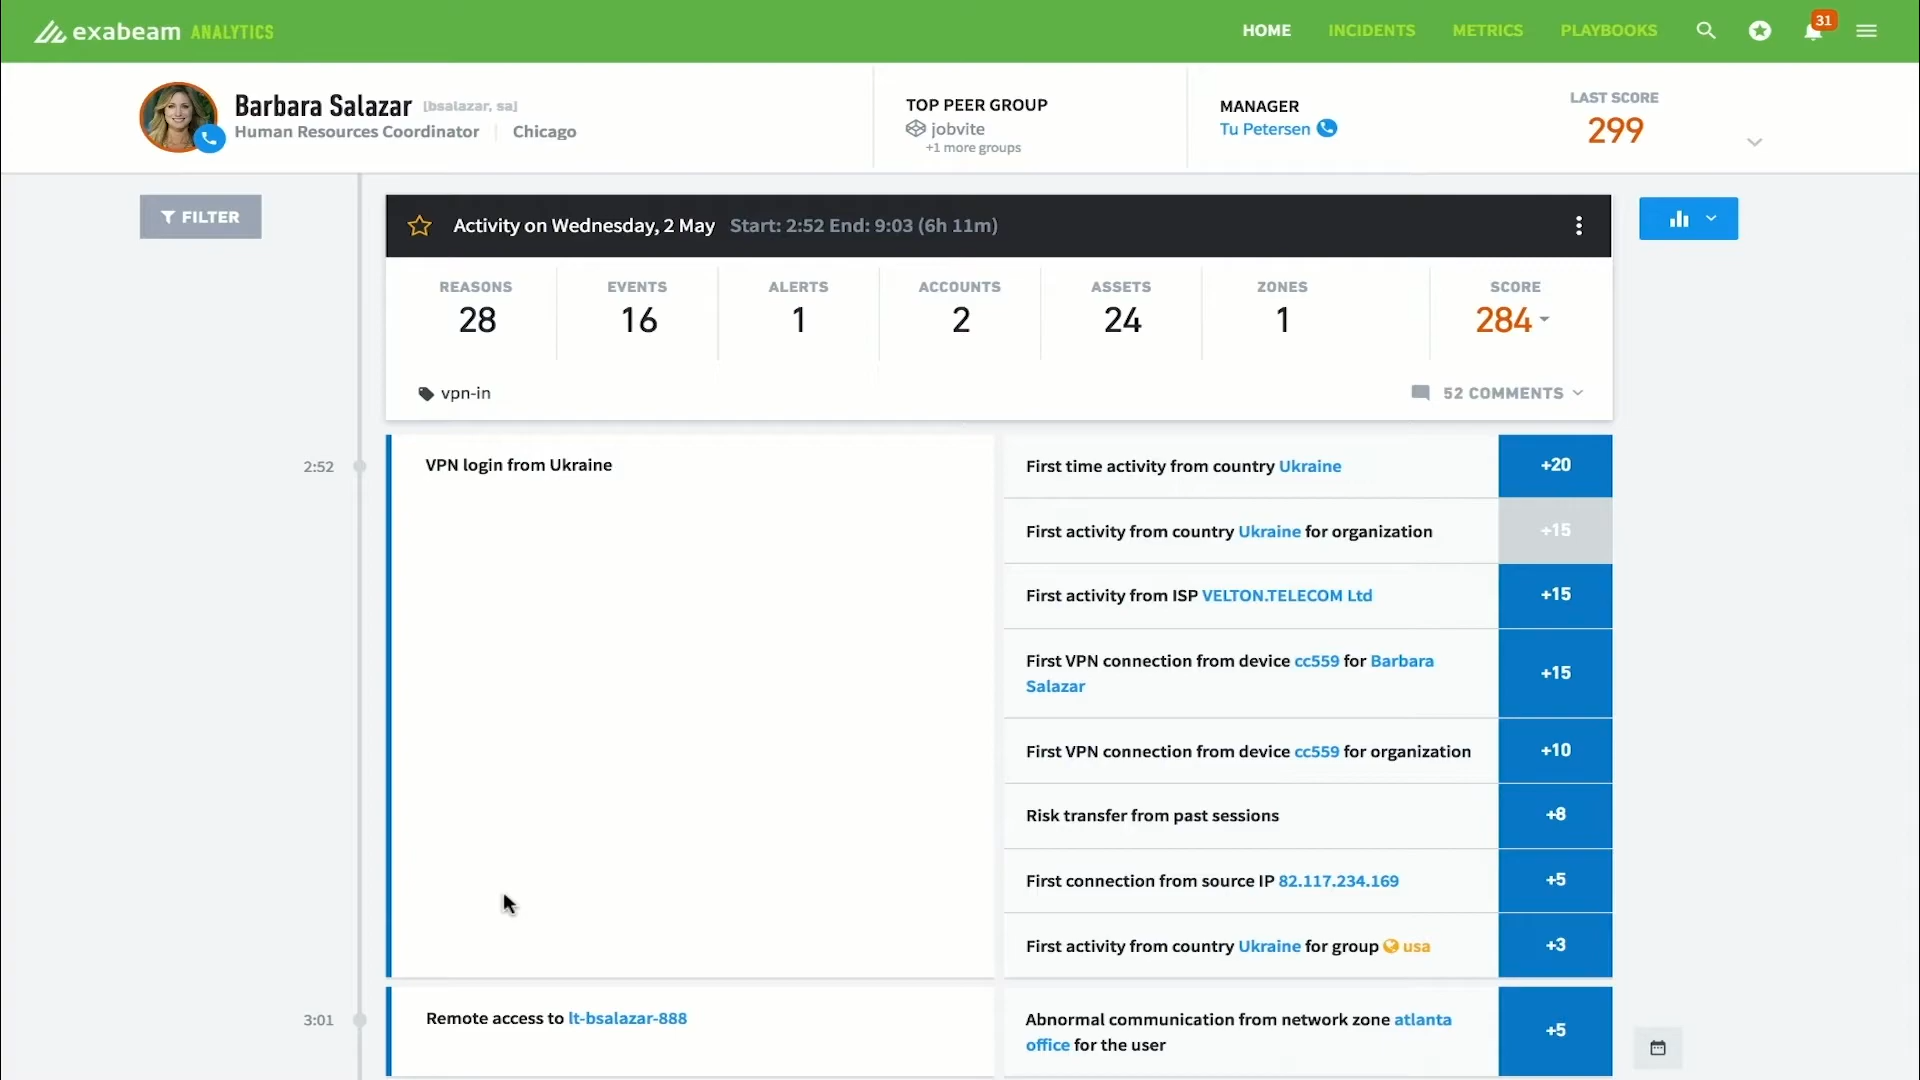 exabeam ANALYTICS
HOME INCIDENTS METRICS PLAYBOOKS 31
Barbara Salazar [bsalazar, sa]
Human Resources Coordinator Chicago
TOP PEER GROUP
jobvite
+1 more groups
MANAGER
Tu Petersen
LAST SCORE
299
FILTER
Activity on Wednesday, 2 May Start: 2:52 End: 9:03 (6h 11m)
REASONS EVENTS ALERTS ACCOUNTS ASSETS ZONES SCORE
28 16 1 2 24 1 284
vpn-in
52 COMMENTS
2:52 VPN login from Ukraine
First time activity from country Ukraine +20
First activity from country Ukraine for organization +15
First activity from ISP VELTON.TELECOM Ltd +15
First VPN connection from device cc559 for Barbara
Salazar +15
First VPN connection from device cc559 for organization +10
Risk transfer from past sessions +8
First connection from source IP 82.117.234.169 +5
First activity from country Ukraine for group usa +3
3:01 Remote access to lt-bsalazar-888
Abnormal communication from network zone atlanta
office for the user +5